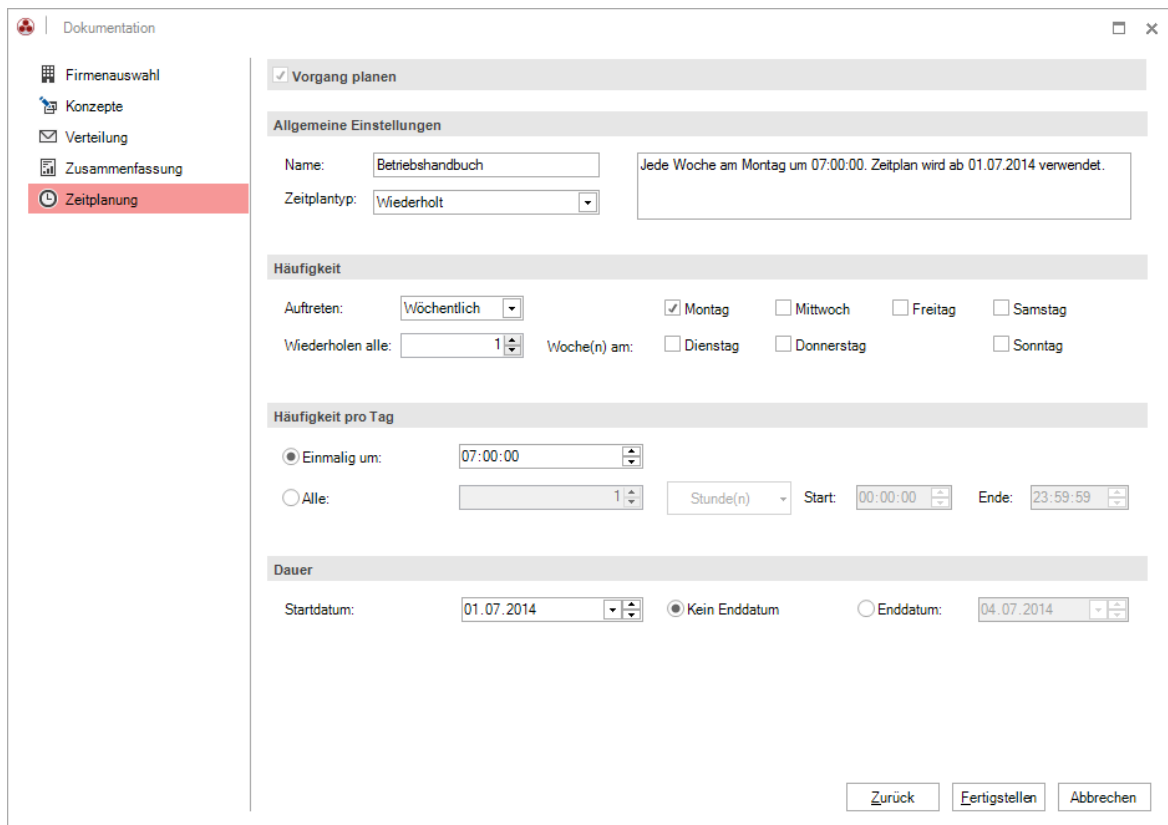 Dokumentation
Firmenauswahl
Konzepte
Verteilung
Zusammenfassung
Zeitplanung
Vorgang planen
Allgemeine Einstellungen
Name: Betriebshandbuch
Jede Woche am Montag um 07:00:00. Zeitplan wird ab 01.07.2014 verwendet.
Zeitplantyp: Wiederholt
Häufigkeit
Auftreten: Wöchentlich Montag Mittwoch Freitag Samstag
Wiederholen alle: 1 Woche(n) am: Dienstag Donnerstag Sonntag
Häufigkeit pro Tag
Einmalig um: 07:00:00
Alle: 1 Stunde(n) Start: 00:00:00 Ende: 23:59:59
Dauer
Startdatum: 01.07.2014 Kein Enddatum Enddatum: 04.07.2014
Zurück Fertigstellen Abbrechen